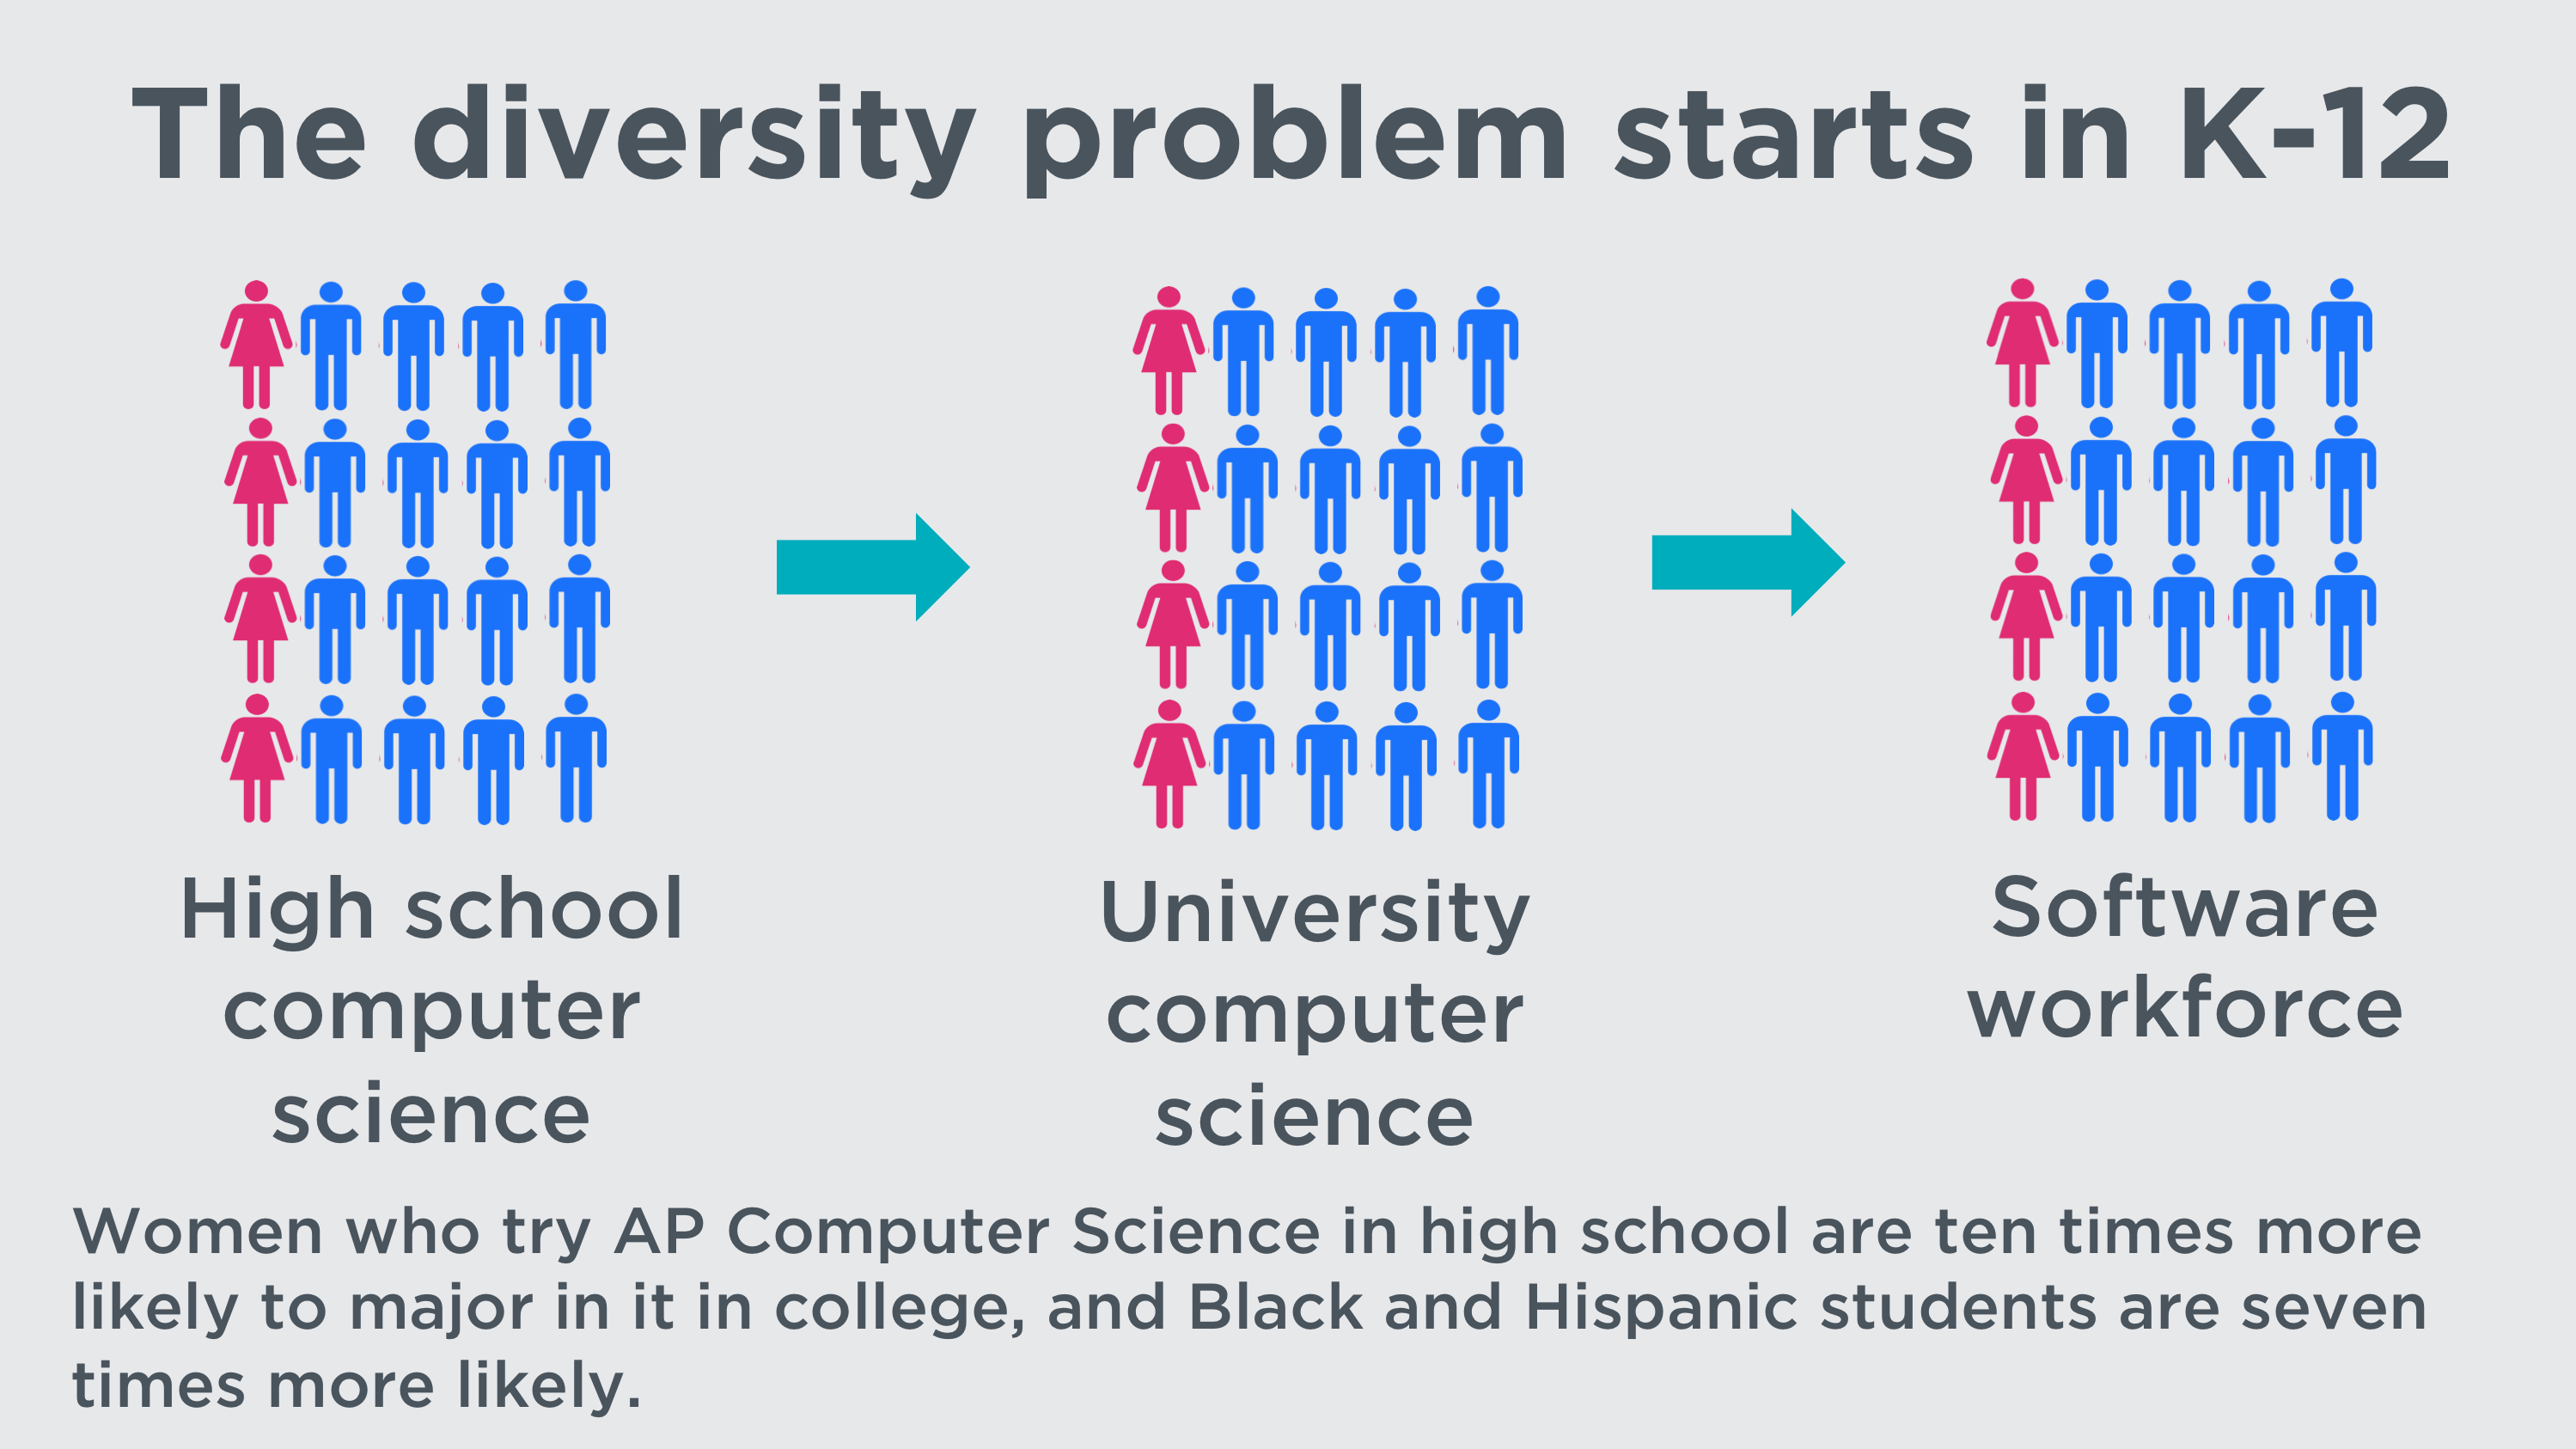 The diversity problem starts in K-12
High school
computer
science
University
computer
science
Software
workforce
Women who try AP Computer Science in high school are ten times more
likely to major in it in college, and Black and Hispanic students are seven
times more likely.